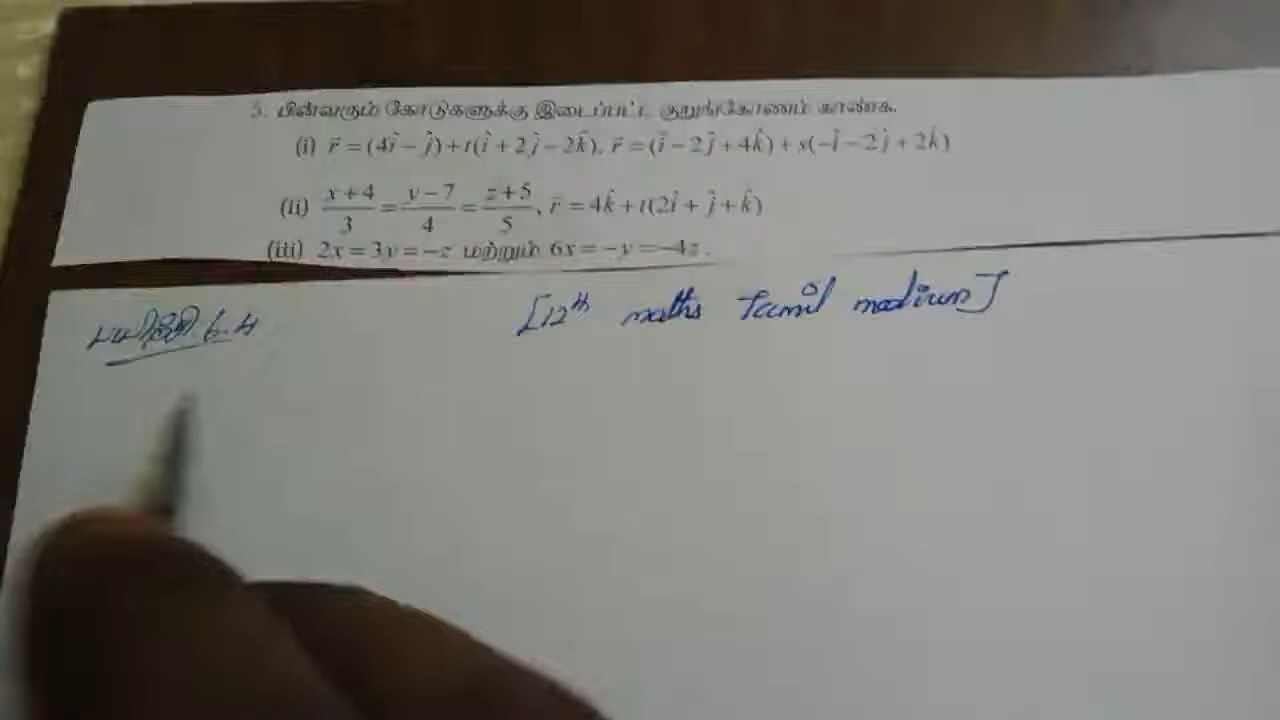 5. பின்வரும் கோடுகளுக்கு இடைப்பட்ட குறுங்கோணம் காண்க.
(i) r⃗ = (4î − ĵ) + t(î + 2ĵ − 2k̂), r⃗ = (î − 2ĵ + 4k̂) + s(−î − 2ĵ + 2k̂)
(ii) (x+4)/3 = (y−7)/4 = (z+5)/5, r⃗ = 4k̂ + t(2î + ĵ + k̂)
(iii) 2x = 3y = −z மற்றும் 6x = −y = −4z.
பயிற்சி 6.4
[12th maths Tamil medium]